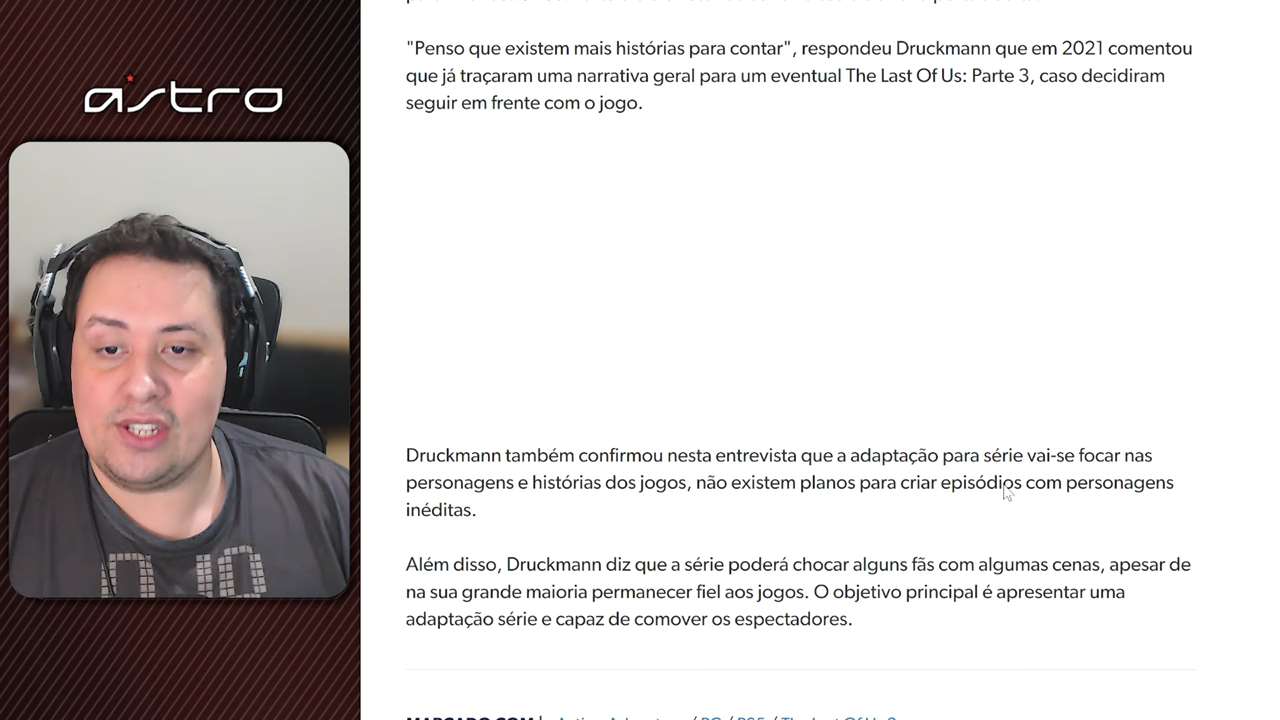 astro
"Penso que existem mais histórias para contar", respondeu Druckmann que em 2021 comentou
que já traçaram uma narrativa geral para um eventual The Last Of Us: Parte 3, caso decidiram
seguir em frente com o jogo.
Druckmann também confirmou nesta entrevista que a adaptação para série vai-se focar nas
personagens e histórias dos jogos, não existem planos para criar episódios com personagens
inéditas.
Além disso, Druckmann diz que a série poderá chocar alguns fãs com algumas cenas, apesar de
na sua grande maioria permanecer fiel aos jogos. O objetivo principal é apresentar uma
adaptação série e capaz de comover os espectadores.